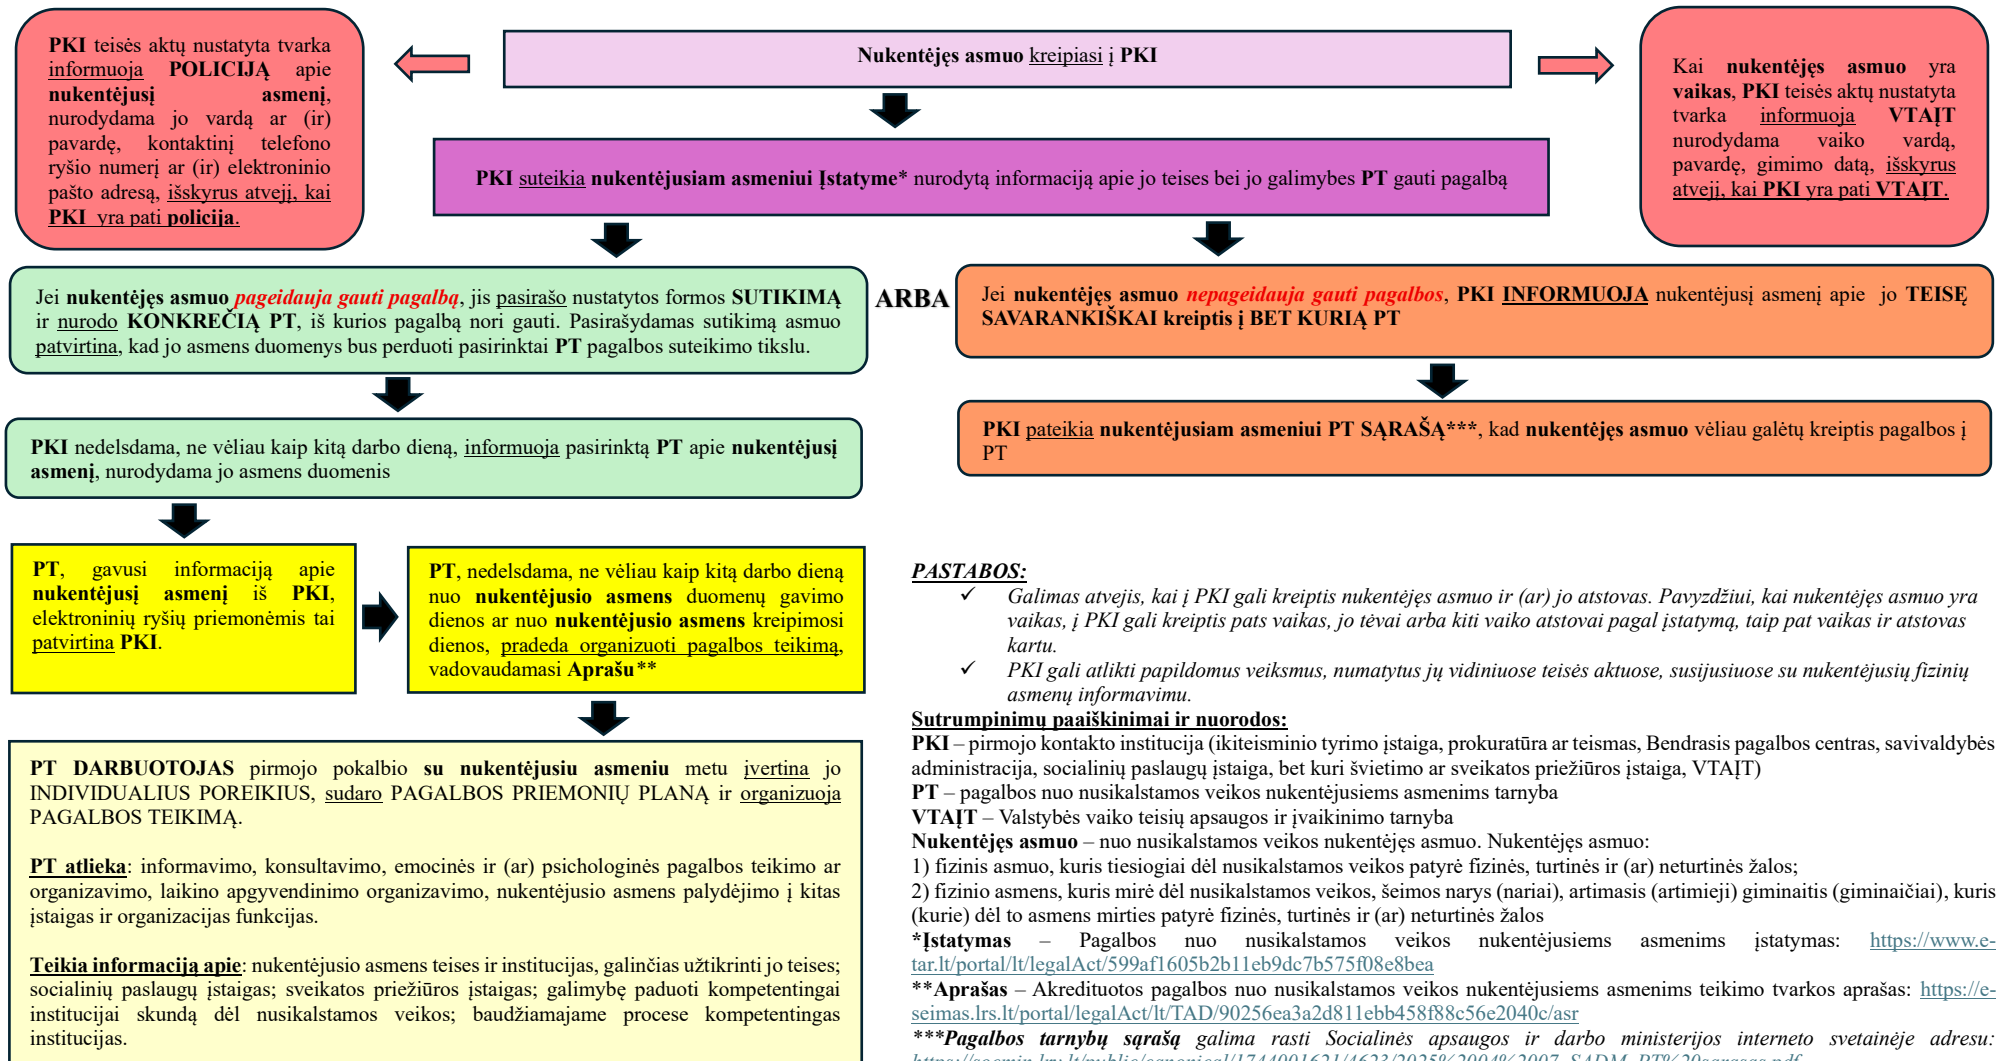 PKI teisės aktų nustatyta tvarka
informuoja POLICIJĄ apie
nukentėjusį asmenį,
nurodydama jo vardą ar (ir)
pavardę, kontaktinį telefono
ryšio numerį ar (ir) elektroninio
pašto adresą, išskyrus atvejį, kai
PKI yra pati policija.
Nukentėjęs asmuo kreipiasi į PKI
Kai nukentėjęs asmuo yra
vaikas, PKI teisės aktų nustatyta
tvarka informuoja VTAĮT
nurodydama vaiko vardą,
pavardę, gimimo datą, išskyrus
atvejį, kai PKI yra pati VTAĮT.
PKI suteikia nukentėjusiam asmeniui Įstatyme* nurodytą informaciją apie jo teises bei jo galimybes PT gauti pagalbą
Jei nukentėjęs asmuo pageidauja gauti pagalbą, jis pasirašo nustatytos formos SUTIKIMĄ
ir nurodo KONKREČIĄ PT, iš kurios pagalbą nori gauti. Pasirašydamas sutikimą asmuo
patvirtina, kad jo asmens duomenys bus perduoti pasirinktai PT pagalbos suteikimo tikslu.
ARBA
Jei nukentėjęs asmuo nepageidauja gauti pagalbos, PKI INFORMUOJA nukentėjusį asmenį apie jo TEISĘ
SAVARANKIŠKAI kreiptis į BET KURIĄ PT
PKI nedelsdama, ne vėliau kaip kitą darbo dieną, informuoja pasirinktą PT apie nukentėjusį
asmenį, nurodydama jo asmens duomenis
PKI pateikia nukentėjusiam asmeniui PT SĄRAŠĄ***, kad nukentėjęs asmuo vėliau galėtų kreiptis pagalbos į
PT
PT, gavusi informaciją apie
nukentėjusį asmenį iš PKI,
elektroninių ryšių priemonėmis tai
patvirtina PKI.
PT, nedelsdama, ne vėliau kaip kitą darbo dieną
nuo nukentėjusio asmens duomenų gavimo
dienos ar nuo nukentėjusio asmens kreipimosi
dienos, pradeda organizuoti pagalbos teikimą,
vadovaudamasi Aprašu**
PT DARBUOTOJAS pirmojo pokalbio su nukentėjusiu asmeniu metu įvertina jo
INDIVIDUALIUS POREIKIUS, sudaro PAGALBOS PRIEMONIŲ PLANĄ ir organizuoja
PAGALBOS TEIKIMĄ.
PT atlieka: informavimo, konsultavimo, emocinės ir (ar) psichologinės pagalbos teikimo ar
organizavimo, laikino apgyvendinimo organizavimo, nukentėjusio asmens palydėjimo į kitas
įstaigas ir organizacijas funkcijas.
Teikia informaciją apie: nukentėjusio asmens teises ir institucijas, galinčias užtikrinti jo teises;
socialinių paslaugų įstaigas; sveikatos priežiūros įstaigas; galimybę paduoti kompetentingai
institucijai skundą dėl nusikalstamos veikos; baudžiamajame procese kompetentingas
institucijas.
PASTABOS:
✓ Galimas atvejis, kai į PKI gali kreiptis nukentėjęs asmuo ir (ar) jo atstovas. Pavyzdžiui, kai nukentėjęs asmuo yra
vaikas, į PKI gali kreiptis pats vaikas, jo tėvai arba kiti vaiko atstovai pagal įstatymą, taip pat vaikas ir atstovas
kartu.
✓ PKI gali atlikti papildomus veiksmus, numatytus jų vidiniuose teisės aktuose, susijusiuose su nukentėjusių fizinių
asmenų informavimu.
Sutrumpinimų paaiškinimai ir nuorodos:
PKI – pirmojo kontakto institucija (ikiteisminio tyrimo įstaiga, prokuratūra ar teismas, Bendrasis pagalbos centras, savivaldybės
administracija, socialinių paslaugų įstaiga, bet kuri švietimo ar sveikatos priežiūros įstaiga, VTAĮT)
PT – pagalbos nuo nusikalstamos veikos nukentėjusiems asmenims tarnyba
VTAĮT – Valstybės vaiko teisių apsaugos ir įvaikinimo tarnyba
Nukentėjęs asmuo – nuo nusikalstamos veikos nukentėjęs asmuo. Nukentėjęs asmuo:
1) fizinis asmuo, kuris tiesiogiai dėl nusikalstamos veikos patyrė fizinės, turtinės ir (ar) neturtinės žalos;
2) fizinio asmens, kuris mirė dėl nusikalstamos veikos, šeimos narys (nariai), artimasis (artimieji) giminaitis (giminaičiai), kuris
(kurie) dėl to asmens mirties patyrė fizinės, turtinės ir (ar) neturtinės žalos
*Įstatymas – Pagalbos nuo nusikalstamos veikos nukentėjusiems asmenims įstatymas: https://www.e-
tar.lt/portal/lt/legalAct/599af1605b2b11eb9dc7b575f08e8bea
**Aprašas – Akredituotos pagalbos nuo nusikalstamos veikos nukentėjusiems asmenims teikimo tvarkos aprašas: https://e-
seimas.lrs.lt/portal/legalAct/lt/TAD/90256ea3a2d811ebb458f88c56e2040c/asr
***Pagalbos tarnybų sąrašą galima rasti Socialinės apsaugos ir darbo ministerijos interneto svetainėje adresu:
https://socmin.lrv.lt/public/canonical/1744001621/4623/2025%2004%2007_SADM_PT%20sarasas.pdf